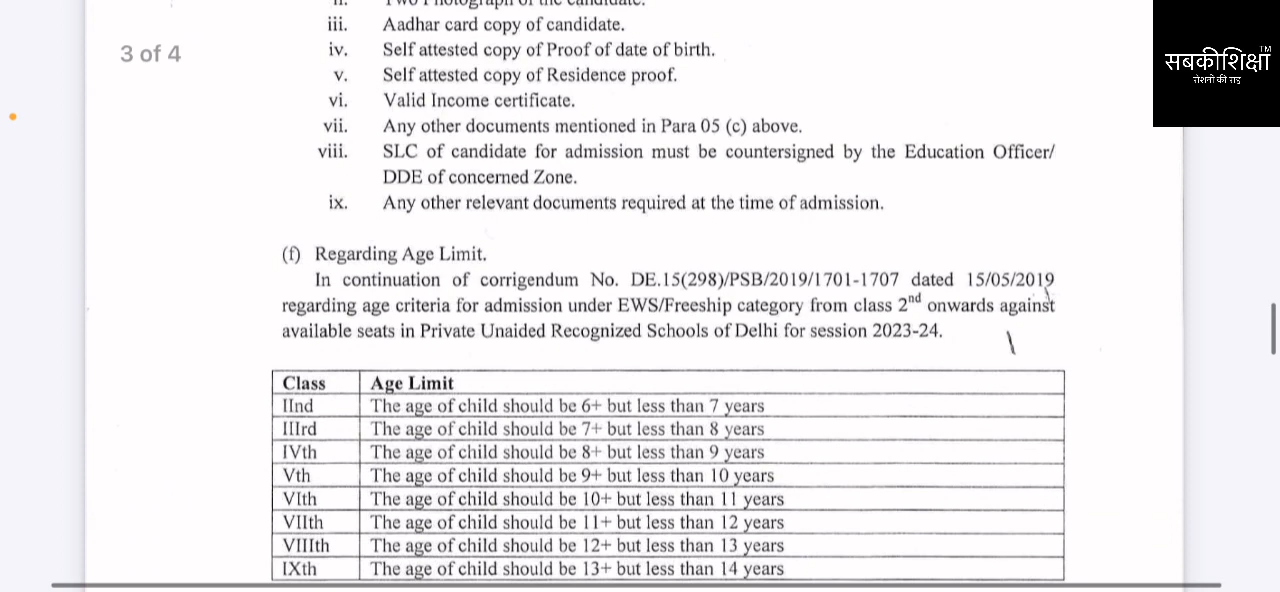 ii. Two Photograph of the candidate.
iii. Aadhar card copy of candidate.
3 of 4
iv. Self attested copy of Proof of date of birth.
v. Self attested copy of Residence proof.
vi. Valid Income certificate.
vii. Any other documents mentioned in Para 05 (c) above.
viii. SLC of candidate for admission must be countersigned by the Education Officer/
DDE of concerned Zone.
ix. Any other relevant documents required at the time of admission.
सबकीशिक्षा TM
रोशनी की राह
(f) Regarding Age Limit.
In continuation of corrigendum No. DE.15(298)/PSB/2019/1701-1707 dated 15/05/2019
regarding age criteria for admission under EWS/Freeship category from class 2nd onwards against
available seats in Private Unaided Recognized Schools of Delhi for session 2023-24.
Class Age Limit
IInd The age of child should be 6+ but less than 7 years
IIIrd The age of child should be 7+ but less than 8 years
IVth The age of child should be 8+ but less than 9 years
Vth The age of child should be 9+ but less than 10 years
VIth The age of child should be 10+ but less than 11 years
VIIth The age of child should be 11+ but less than 12 years
VIIIth The age of child should be 12+ but less than 13 years
IXth The age of child should be 13+ but less than 14 years